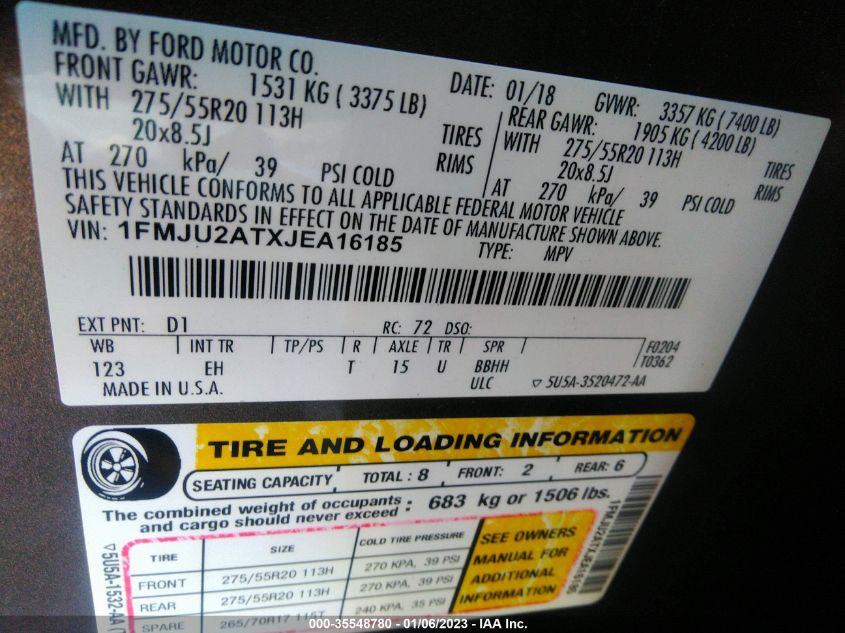 MFD. BY FORD MOTOR CO.
DATE: 01/18 GVWR: 3357 KG (7400 LB)
FRONT GAWR: 1531 KG (3375 LB) REAR GAWR: 1905 KG (4200 LB)
WITH 275/55R20 113H TIRES WITH 275/55R20 113H TIRES
20x8.5J RIMS 20x8.5J RIMS
AT 270 kPa/ 39 PSI COLD AT 270 kPa/ 39 PSI COLD
THIS VEHICLE CONFORMS TO ALL APPLICABLE FEDERAL MOTOR VEHICLE
SAFETY STANDARDS IN EFFECT ON THE DATE OF MANUFACTURE SHOWN ABOVE.
VIN: 1FMJU2ATXJEA16185 TYPE: MPV
EXT PNT: D1 RC: 72 DSO:
WB INT TR TP/PS R AXLE TR SPR F0204
123 EH T 15 U BBHH T0362
MADE IN U.S.A. ULC ▽ 5U5A-3520472-AA
TIRE AND LOADING INFORMATION
SEATING CAPACITY TOTAL: 8 FRONT: 2 REAR: 6
The combined weight of occupants
and cargo should never exceed : 683 kg or 1506 lbs.
TIRE SIZE COLD TIRE PRESSURE
FRONT 275/55R20 113H 270 KPA, 39 PSI
REAR 275/55R20 113H 270 KPA, 39 PSI
SPARE 265/70R17 115T 240 KPA, 35 PSI
SEE OWNERS
MANUAL FOR
ADDITIONAL
INFORMATION
▽5U5A-1532-AA
1FMJU2ATXJEA16185
000-35548780 - 01/06/2023 - IAA Inc.